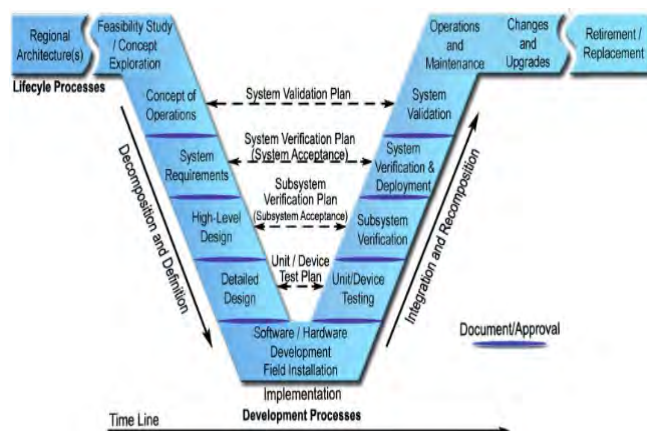 Regional
Architecture(s)
Feasibility Study
/ Concept
Exploration
Operations
and
Maintenance
Changes
and
Upgrades
Retirement /
Replacement
Lifecyle Processes
Concept of
Operations
System Validation Plan
System
Validation
System
Requirements
System Verification Plan
(System Acceptance)
System
Verification &
Deployment
High-Level
Design
Subsystem
Verification Plan
(Subsystem Acceptance)
Subsystem
Verification
Detailed
Design
Unit / Device
Test Plan
Unit/Device
Testing
Decomposition and Definition
Integration and Recomposition
Software / Hardware
Development
Field Installation
Document/Approval
Implementation
Time Line
Development Processes